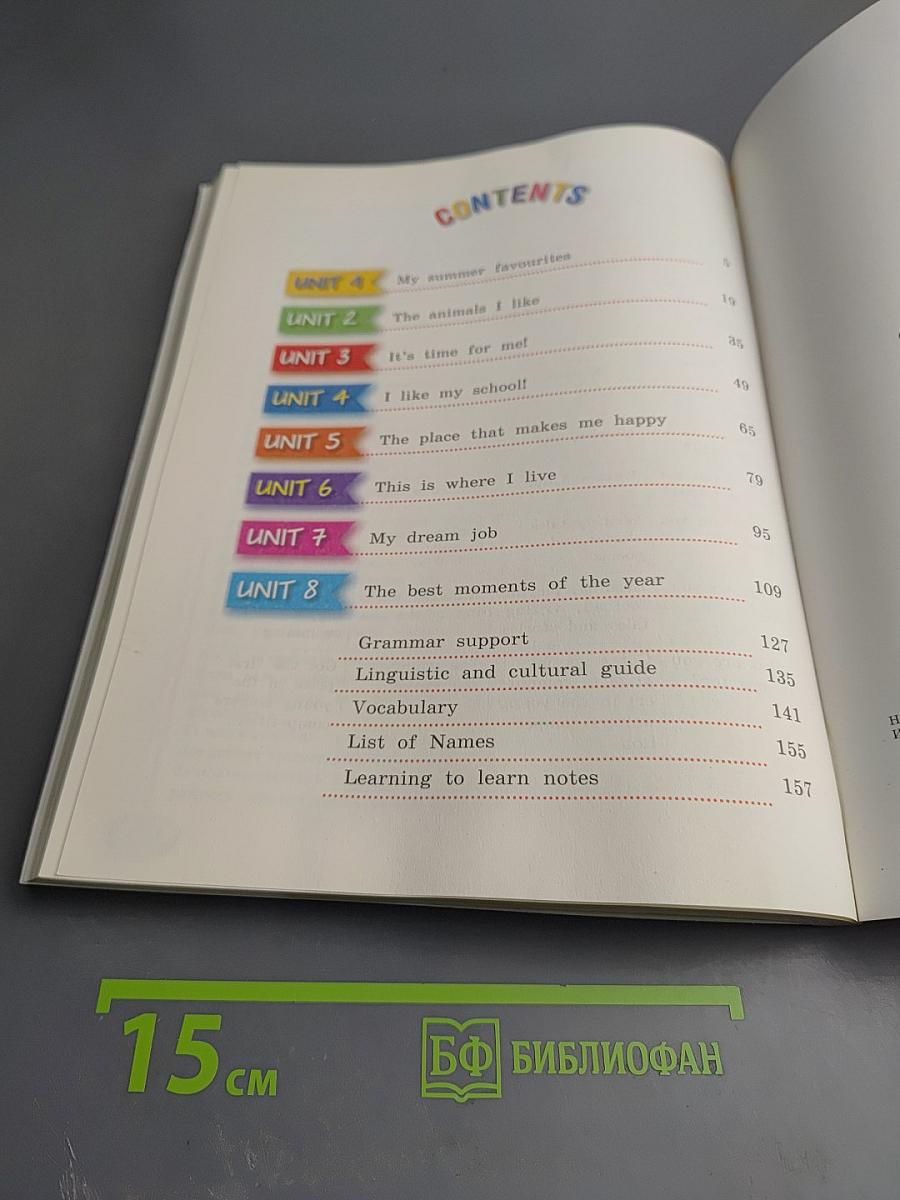 CONTENTS
UNIT 1 My summer favourites
UNIT 2 The animals I like 19
UNIT 3 It's time for me! 35
UNIT 4 I like my school! 49
UNIT 5 The place that makes me happy 65
UNIT 6 This is where I live 79
UNIT 7 My dream job 95
UNIT 8 The best moments of the year 109
Grammar support 127
Linguistic and cultural guide 135
Vocabulary 141
List of Names 155
Learning to learn notes 157
15 см
БФ БИБЛИОФАН